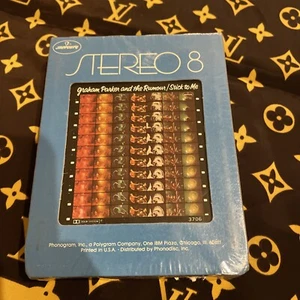 mercury
STEREO 8
Graham Parker and the Rumour/Stick to Me
3706
Phonogram, Inc., a Polygram Company, One IBM Plaza, Chicago, Ill. 60611
Printed in U.S.A. - Distributed by Phonodisc, Inc.